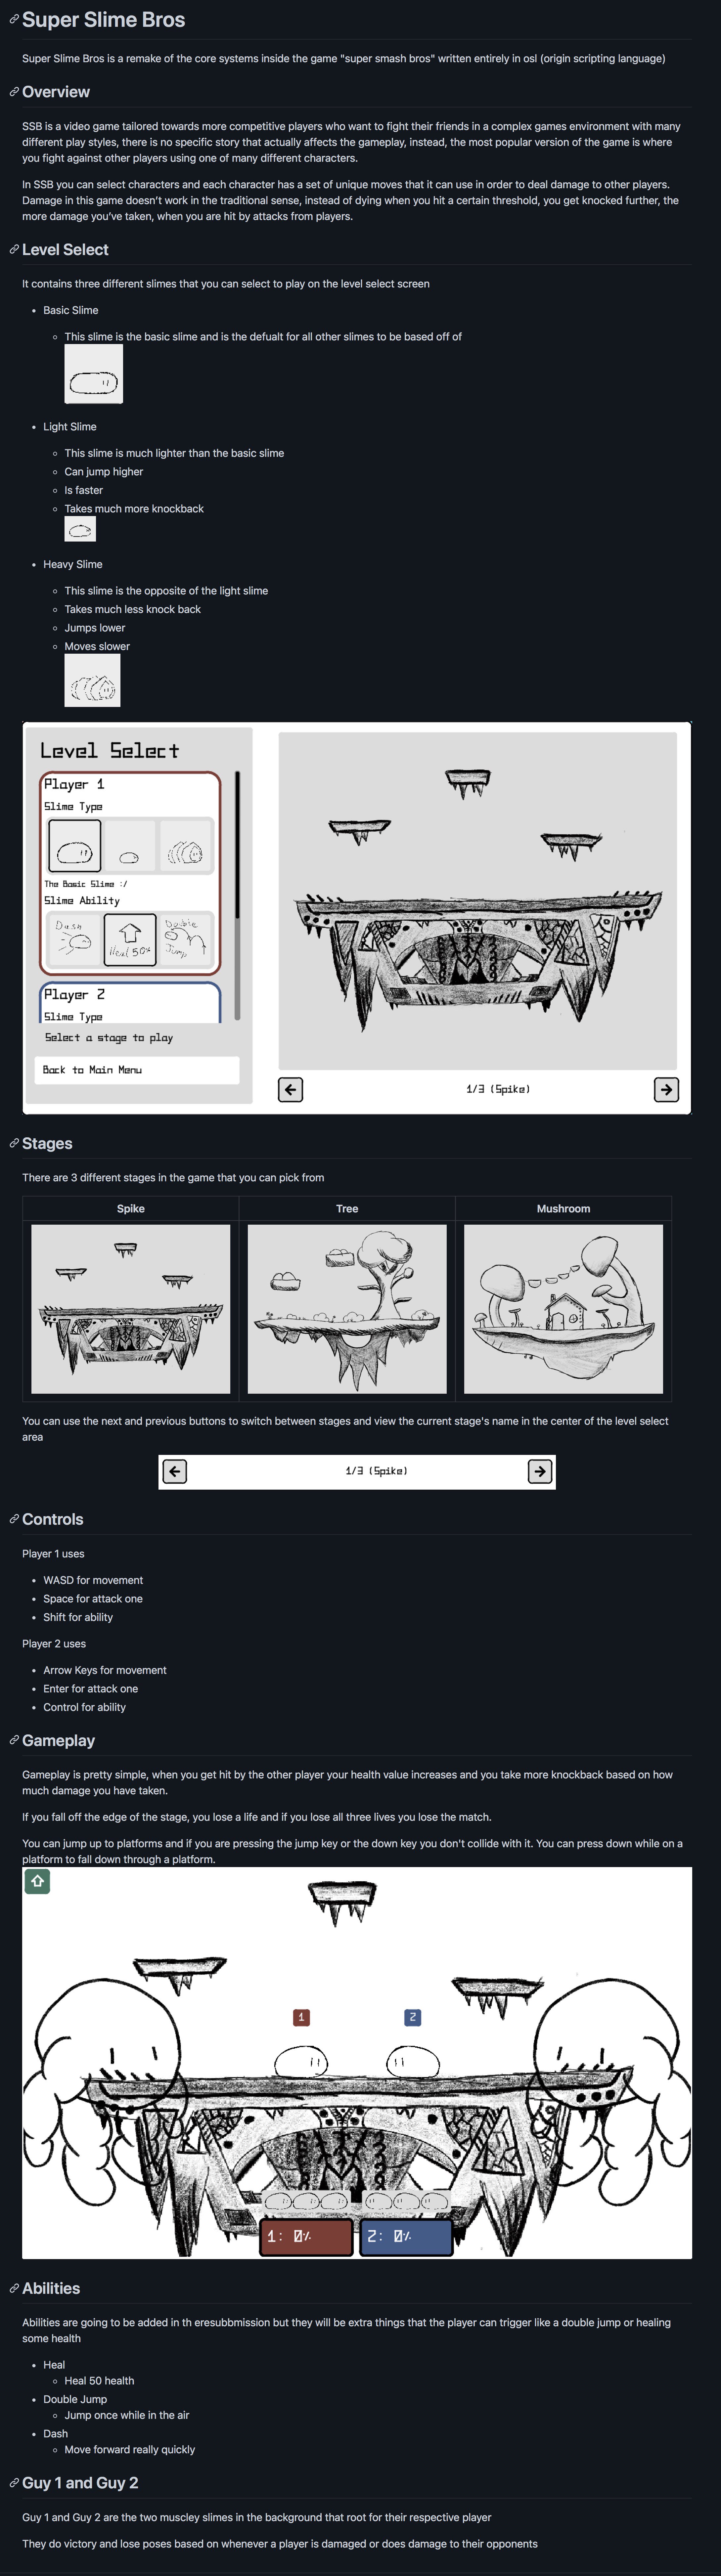 Super Slime Bros
Super Slime Bros is a remake of the core systems inside the game "super smash bros" written entirely in osl (origin scripting language)
Overview
SSB is a video game tailored towards more competitive players who want to fight their friends in a complex games environment with many
different play styles, there is no specific story that actually affects the gameplay, instead, the most popular version of the game is where
you fight against other players using one of many different characters.
In SSB you can select characters and each character has a set of unique moves that it can use in order to deal damage to other players.
Damage in this game doesn't work in the traditional sense, instead of dying when you hit a certain threshold, you get knocked further, the
more damage you've taken, when you are hit by attacks from players.
Level Select
It contains three different slimes that you can select to play on the level select screen
Basic Slime
This slime is the basic slime and is the defualt for all other slimes to be based off of
Light Slime
This slime is much lighter than the basic slime
Can jump higher
Is faster
Takes much more knockback
Heavy Slime
This slime is the opposite of the light slime
Takes much less knock back
Jumps lower
Moves slower
Level Select
Player 1
Slime Type
The Basic Slime :/
Slime Ability
Dash
Heal 50%
Double Jump
Player 2
Slime Type
Select a stage to play
Back to Main Menu
1/3 (Spike)
Stages
There are 3 different stages in the game that you can pick from
Spike Tree Mushroom
You can use the next and previous buttons to switch between stages and view the current stage's name in the center of the level select
area
1/3 (Spike)
Controls
Player 1 uses
WASD for movement
Space for attack one
Shift for ability
Player 2 uses
Arrow Keys for movement
Enter for attack one
Control for ability
Gameplay
Gameplay is pretty simple, when you get hit by the other player your health value increases and you take more knockback based on how
much damage you have taken.
If you fall off the edge of the stage, you lose a life and if you lose all three lives you lose the match.
You can jump up to platforms and if you are pressing the jump key or the down key you don't collide with it. You can press down while on a
platform to fall down through a platform.
1 2
1: 0% 2: 0%
Abilities
Abilities are going to be added in th eresubbmission but they will be extra things that the player can trigger like a double jump or healing
some health
Heal
Heal 50 health
Double Jump
Jump once while in the air
Dash
Move forward really quickly
Guy 1 and Guy 2
Guy 1 and Guy 2 are the two muscley slimes in the background that root for their respective player
They do victory and lose poses based on whenever a player is damaged or does damage to their opponents